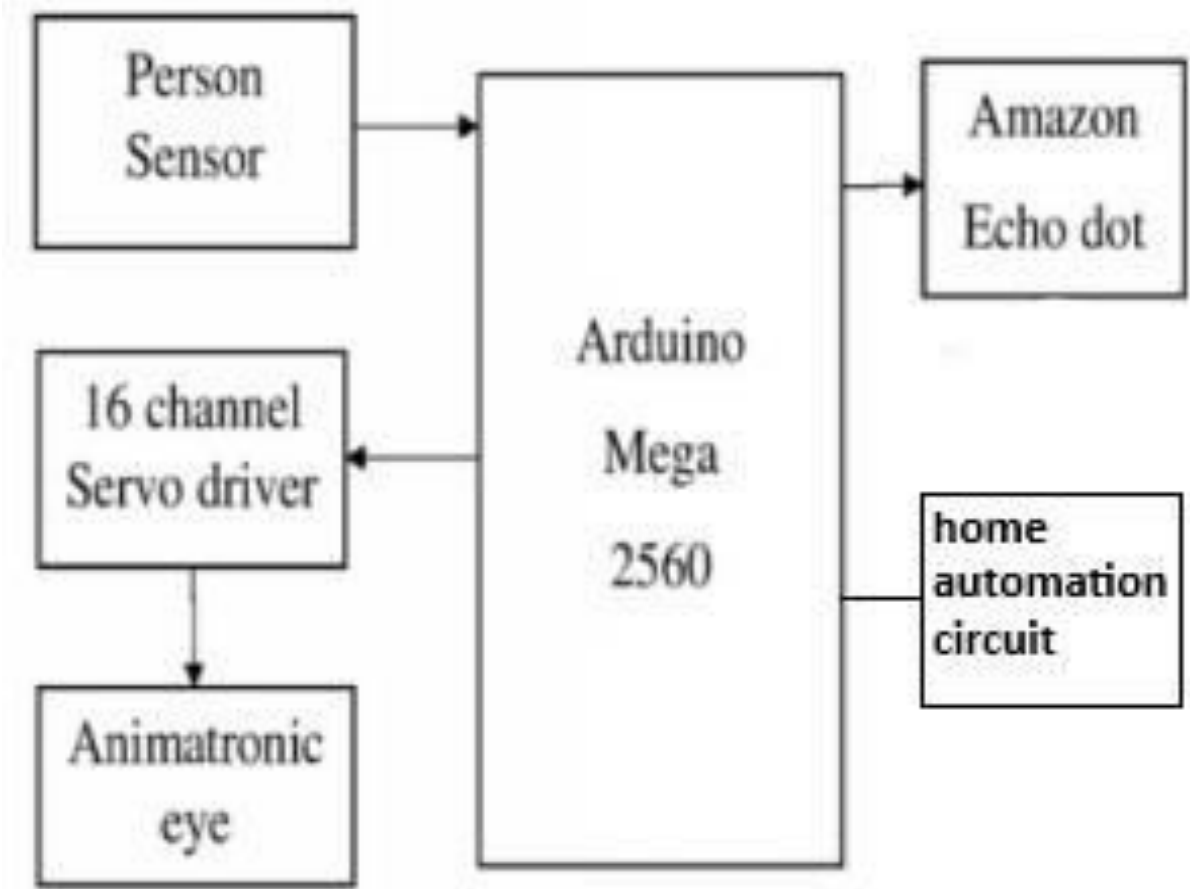 Person
Sensor
16 channel
Servo driver
Animatronic
eye
Arduino
Mega
2560
Amazon
Echo dot
home
automation
circuit